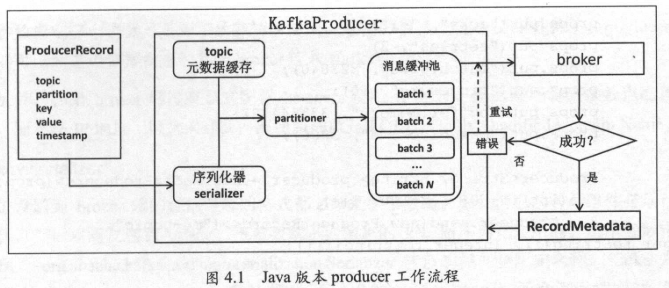 KafkaProducer
ProducerRecord
topic
partition
key
value
timestamp
topic
元数据缓存
partitioner
序列化器
serializer
消息缓冲池
batch 1
batch 2
batch 3
...
batch N
broker
重试
错误
成功?
否
是
RecordMetadata
图 4.1 Java 版本 producer 工作流程